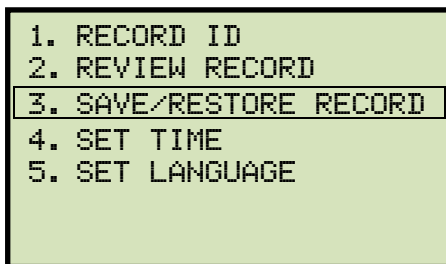 1. RECORD ID
2. REVIEW RECORD
3. SAVE/RESTORE RECORD
4. SET TIME
5. SET LANGUAGE